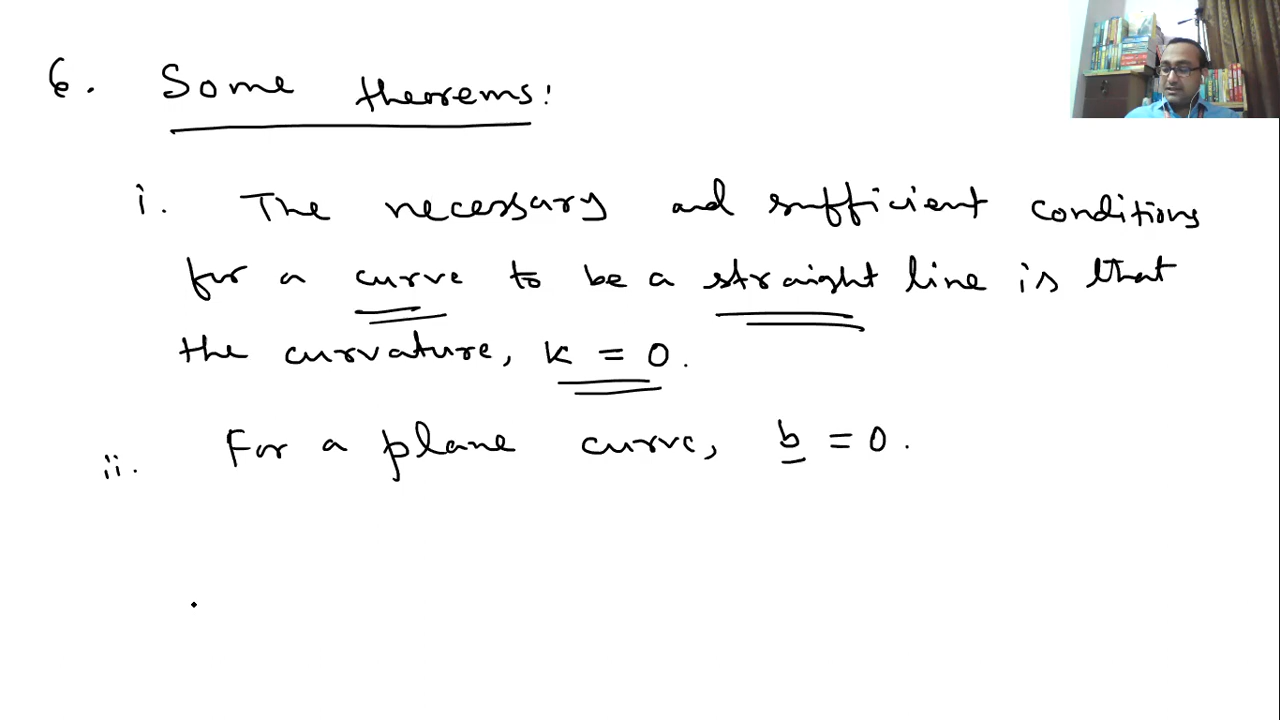 6. Some theorems:
i. The necessary and sufficient conditions
for a curve to be a straight line is that
the curvature, k = 0.
ii. For a plane curve, b = 0.